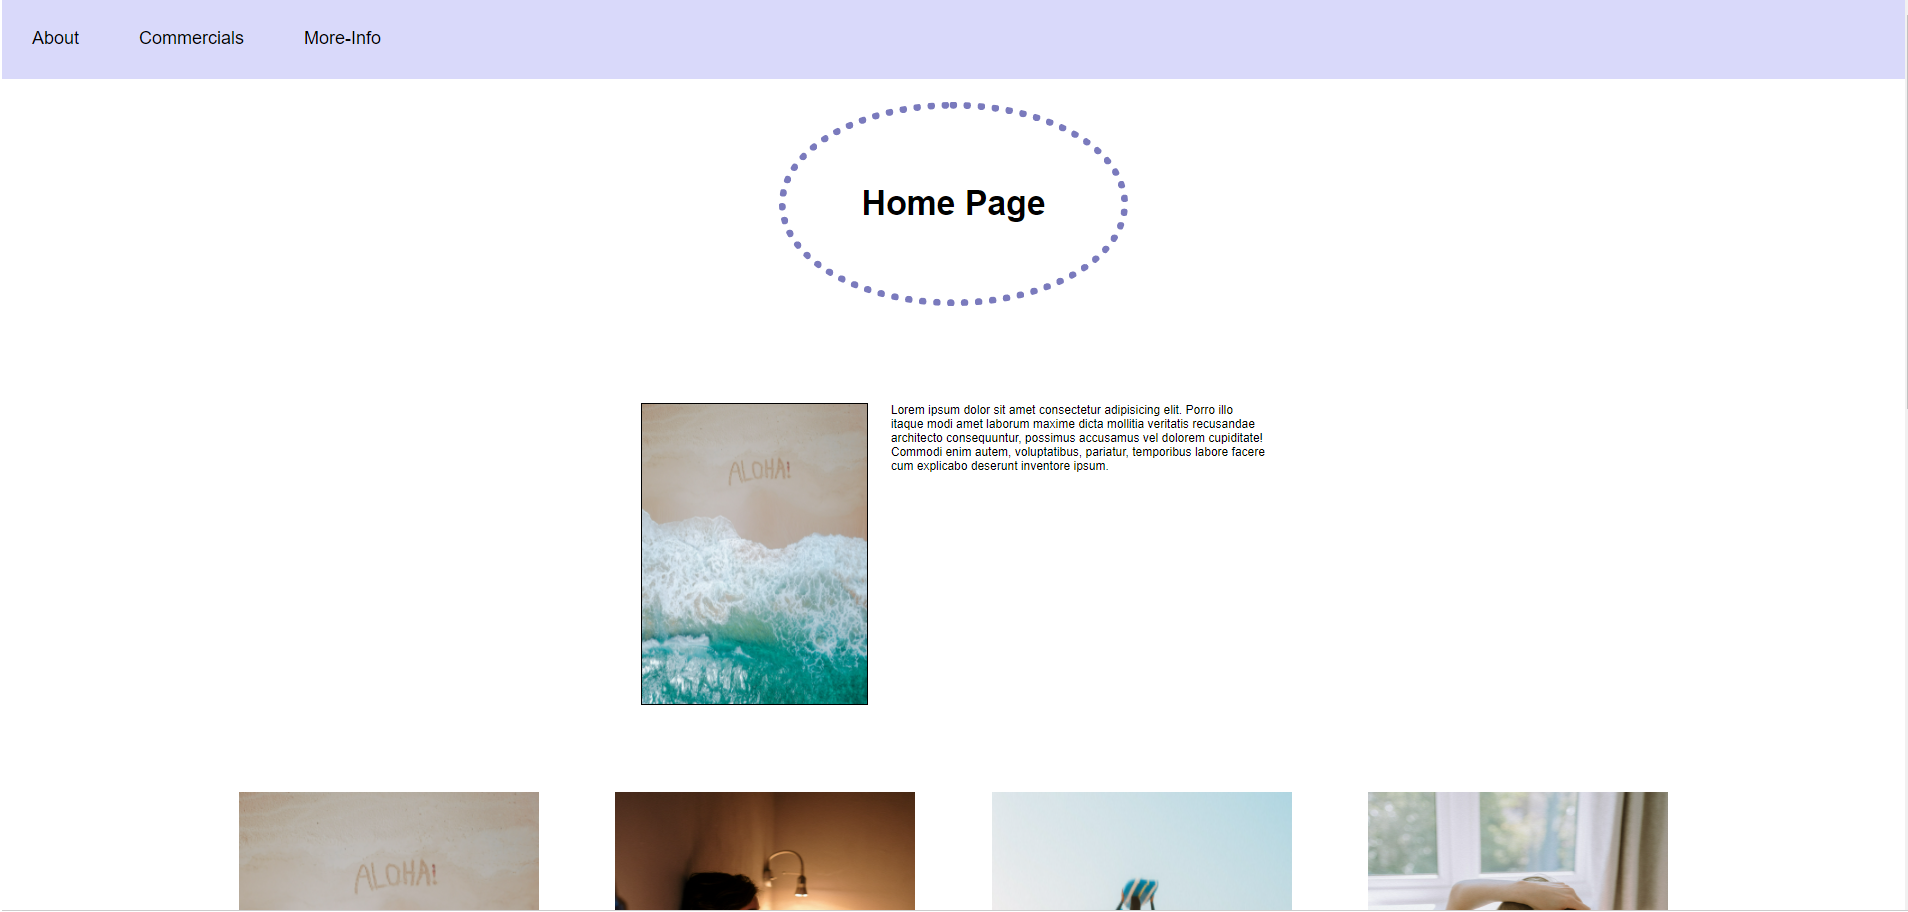 About Commercials More-Info
Home Page
ALOHA!
Lorem ipsum dolor sit amet consectetur adipisicing elit. Porro illo
itaque modi amet laborum maxime dicta mollitia veritatis recusandae
architecto consequuntur, possimus accusamus vel dolorem cupiditate!
Commodi enim autem, voluptatibus, pariatur, temporibus labore facere
cum explicabo deserunt inventore ipsum.
ALOHA!